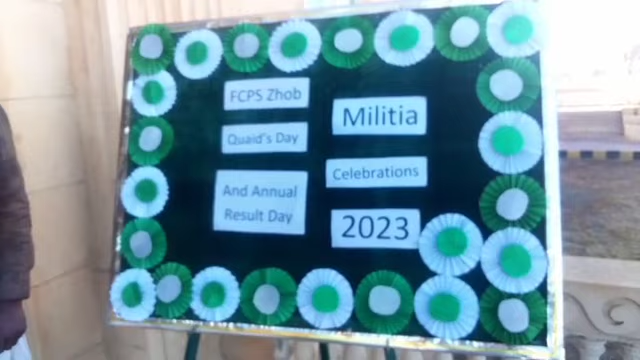 FCPS Zhob
Militia
Quaid's Day
Celebrations
And Annual
Result Day
2023